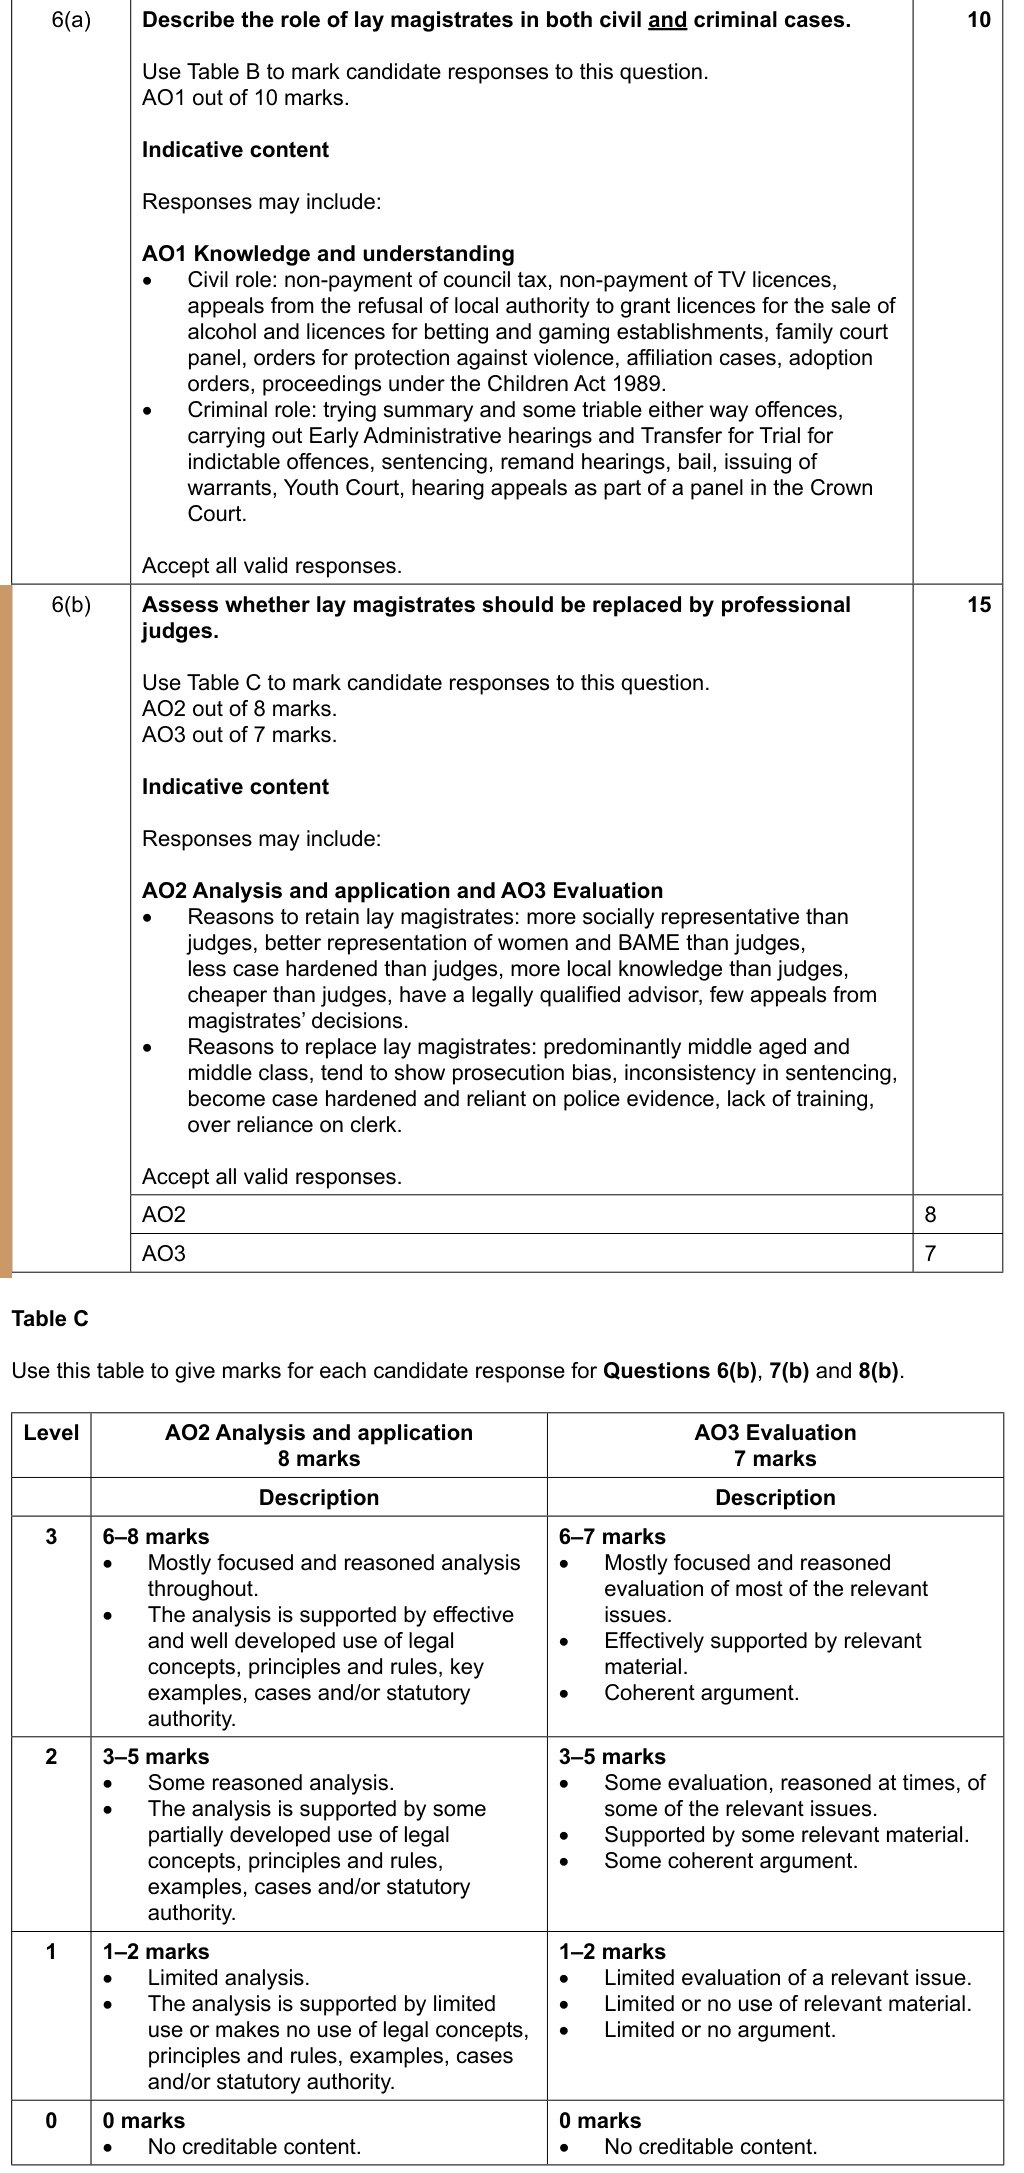 6(a)
Describe the role of lay magistrates in both civil and criminal cases.
10
Use Table B to mark candidate responses to this question.
AO1 out of 10 marks.
Indicative content
Responses may include:
AO1 Knowledge and understanding
• Civil role: non-payment of council tax, non-payment of TV licences,
appeals from the refusal of local authority to grant licences for the sale of
alcohol and licences for betting and gaming establishments, family court
panel, orders for protection against violence, affiliation cases, adoption
orders, proceedings under the Children Act 1989.
• Criminal role: trying summary and some triable either way offences,
carrying out Early Administrative hearings and Transfer for Trial for
indictable offences, sentencing, remand hearings, bail, issuing of
warrants, Youth Court, hearing appeals as part of a panel in the Crown
Court.
Accept all valid responses.
6(b)
Assess whether lay magistrates should be replaced by professional
judges.
15
Use Table C to mark candidate responses to this question.
AO2 out of 8 marks.
AO3 out of 7 marks.
Indicative content
Responses may include:
AO2 Analysis and application and AO3 Evaluation
• Reasons to retain lay magistrates: more socially representative than
judges, better representation of women and BAME than judges,
less case hardened than judges, more local knowledge than judges,
cheaper than judges, have a legally qualified advisor, few appeals from
magistrates’ decisions.
• Reasons to replace lay magistrates: predominantly middle aged and
middle class, tend to show prosecution bias, inconsistency in sentencing,
become case hardened and reliant on police evidence, lack of training,
over reliance on clerk.
Accept all valid responses.
AO2
8
AO3
7
Table C
Use this table to give marks for each candidate response for Questions 6(b), 7(b) and 8(b).
Level
AO2 Analysis and application
8 marks
AO3 Evaluation
7 marks
Description
Description
3
6–8 marks
• Mostly focused and reasoned analysis
throughout.
• The analysis is supported by effective
and well developed use of legal
concepts, principles and rules, key
examples, cases and/or statutory
authority.
6–7 marks
• Mostly focused and reasoned
evaluation of most of the relevant
issues.
• Effectively supported by relevant
material.
• Coherent argument.
2
3–5 marks
• Some reasoned analysis.
• The analysis is supported by some
partially developed use of legal
concepts, principles and rules,
examples, cases and/or statutory
authority.
3–5 marks
• Some evaluation, reasoned at times, of
some of the relevant issues.
• Supported by some relevant material.
• Some coherent argument.
1
1–2 marks
• Limited analysis.
• The analysis is supported by limited
use or makes no use of legal concepts,
principles and rules, examples, cases
and/or statutory authority.
1–2 marks
• Limited evaluation of a relevant issue.
• Limited or no use of relevant material.
• Limited or no argument.
0
0 marks
• No creditable content.
0 marks
• No creditable content.